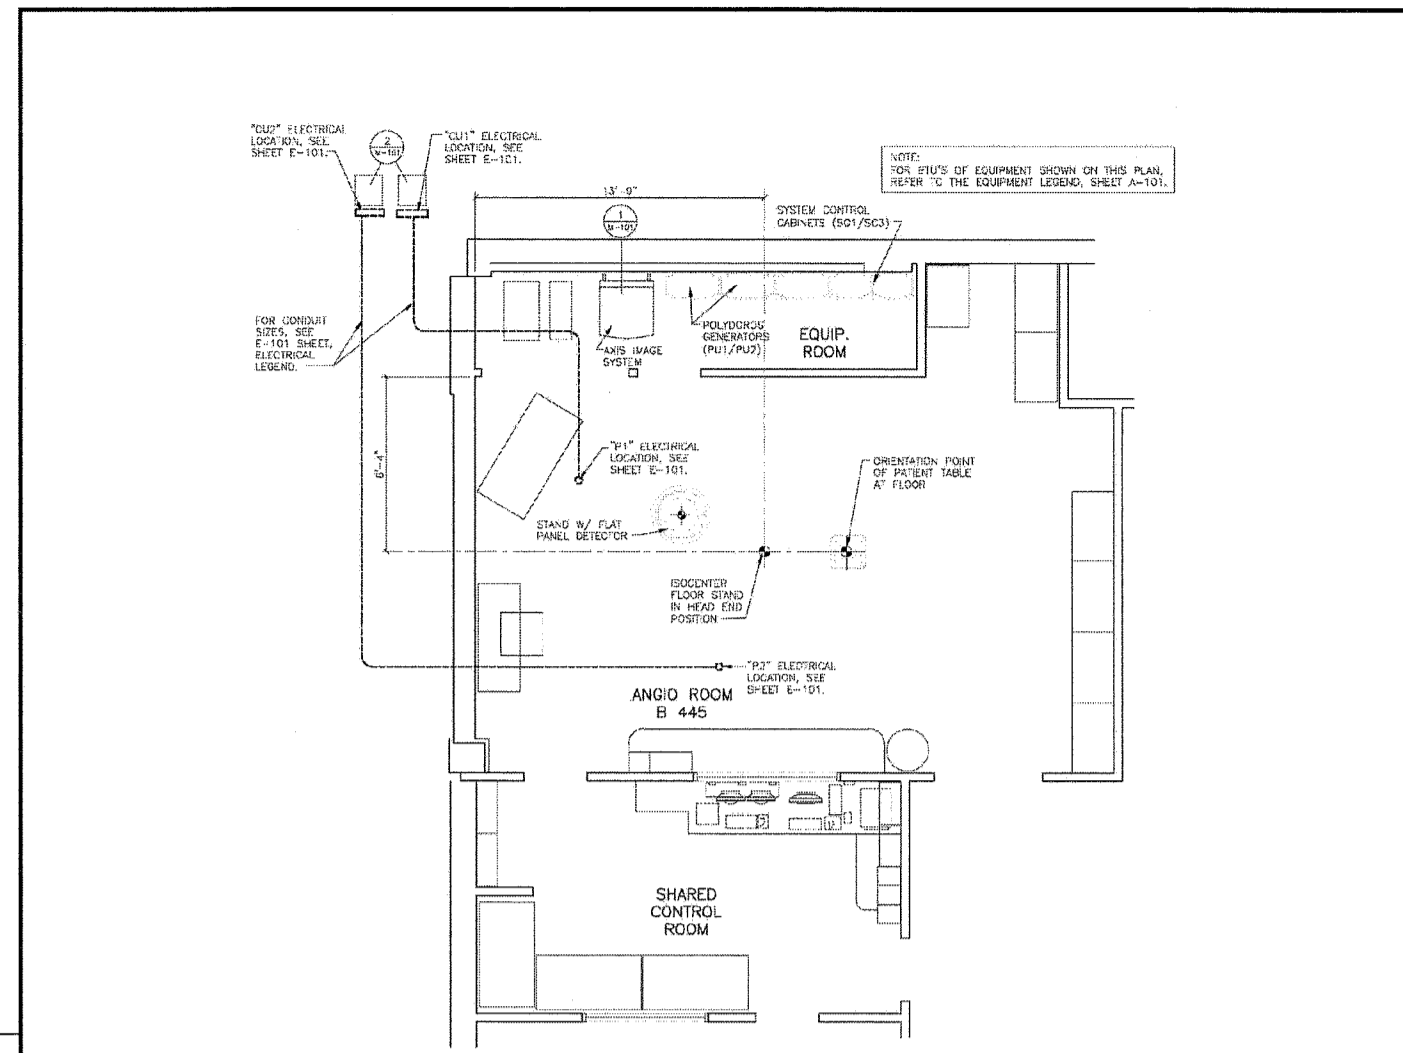 "CU2" ELECTRICAL
LOCATION, SEE
SHEET E-101.
2
M-101
"CU1" ELECTRICAL
LOCATION, SEE
SHEET E-101.
NOTE:
FOR BTU'S OF EQUIPMENT SHOWN ON THIS PLAN,
REFER TO THE EQUIPMENT LEGEND, SHEET A-101.
13'-9"
1
M-101
SYSTEM CONTROL
CABINETS (SC1/SC3)
FOR CONDUIT
SIZES, SEE
E-101 SHEET,
ELECTRICAL
LEGEND.
POLYDOROS
GENERATORS
(PU1/PU2)
EQUIP.
ROOM
AXIS IMAGE
SYSTEM
6'-4"
"P1" ELECTRICAL
LOCATION, SEE
SHEET E-101.
ORIENTATION POINT
OF PATIENT TABLE
AT FLOOR
STAND W/ FLAT
PANEL DETECTOR
ISOCENTER
FLOOR STAND
IN HEAD END
POSITION
"P2" ELECTRICAL
LOCATION, SEE
SHEET E-101.
ANGIO ROOM
B 445
SHARED
CONTROL
ROOM